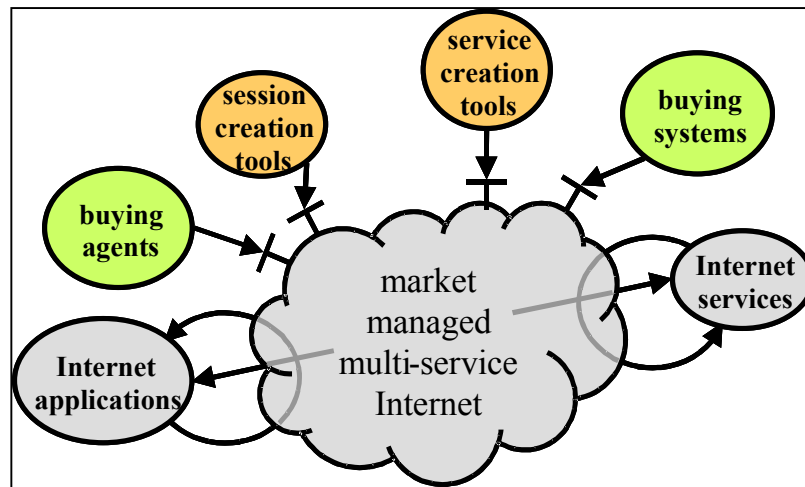 service
creation
tools
session
creation
tools
buying
systems
buying
agents
market
managed
multi-service
Internet
Internet
services
Internet
applications